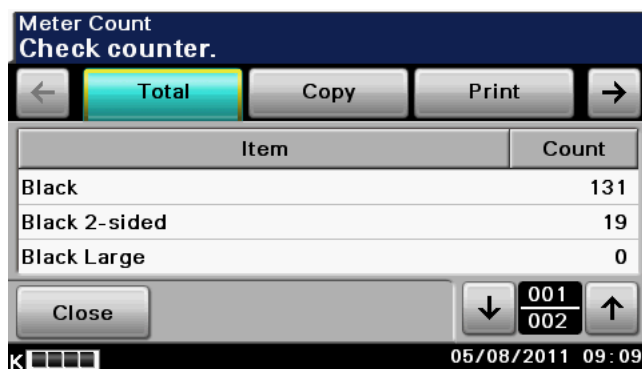 Meter Count
Check counter.
← Total Copy Print →
Item Count
Black 131
Black 2-sided 19
Black Large 0
Close ↓ 001 ↑
002
K 05/08/2011 09:09